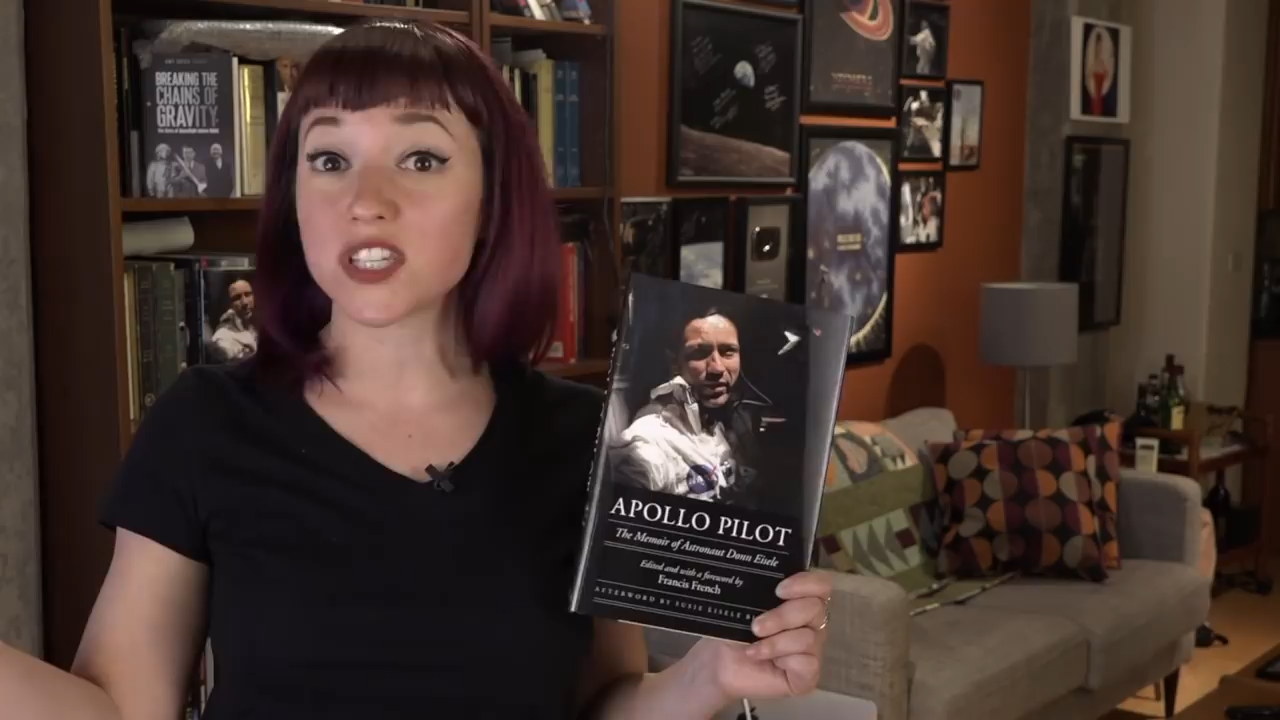 BREAKING THE
CHAINS OF
GRAVITY
APOLLO PILOT
The Memoir of Astronaut Donn Eisele
Edited and with a foreword by
Francis French
AFTERWORD BY SUSIE EISELE